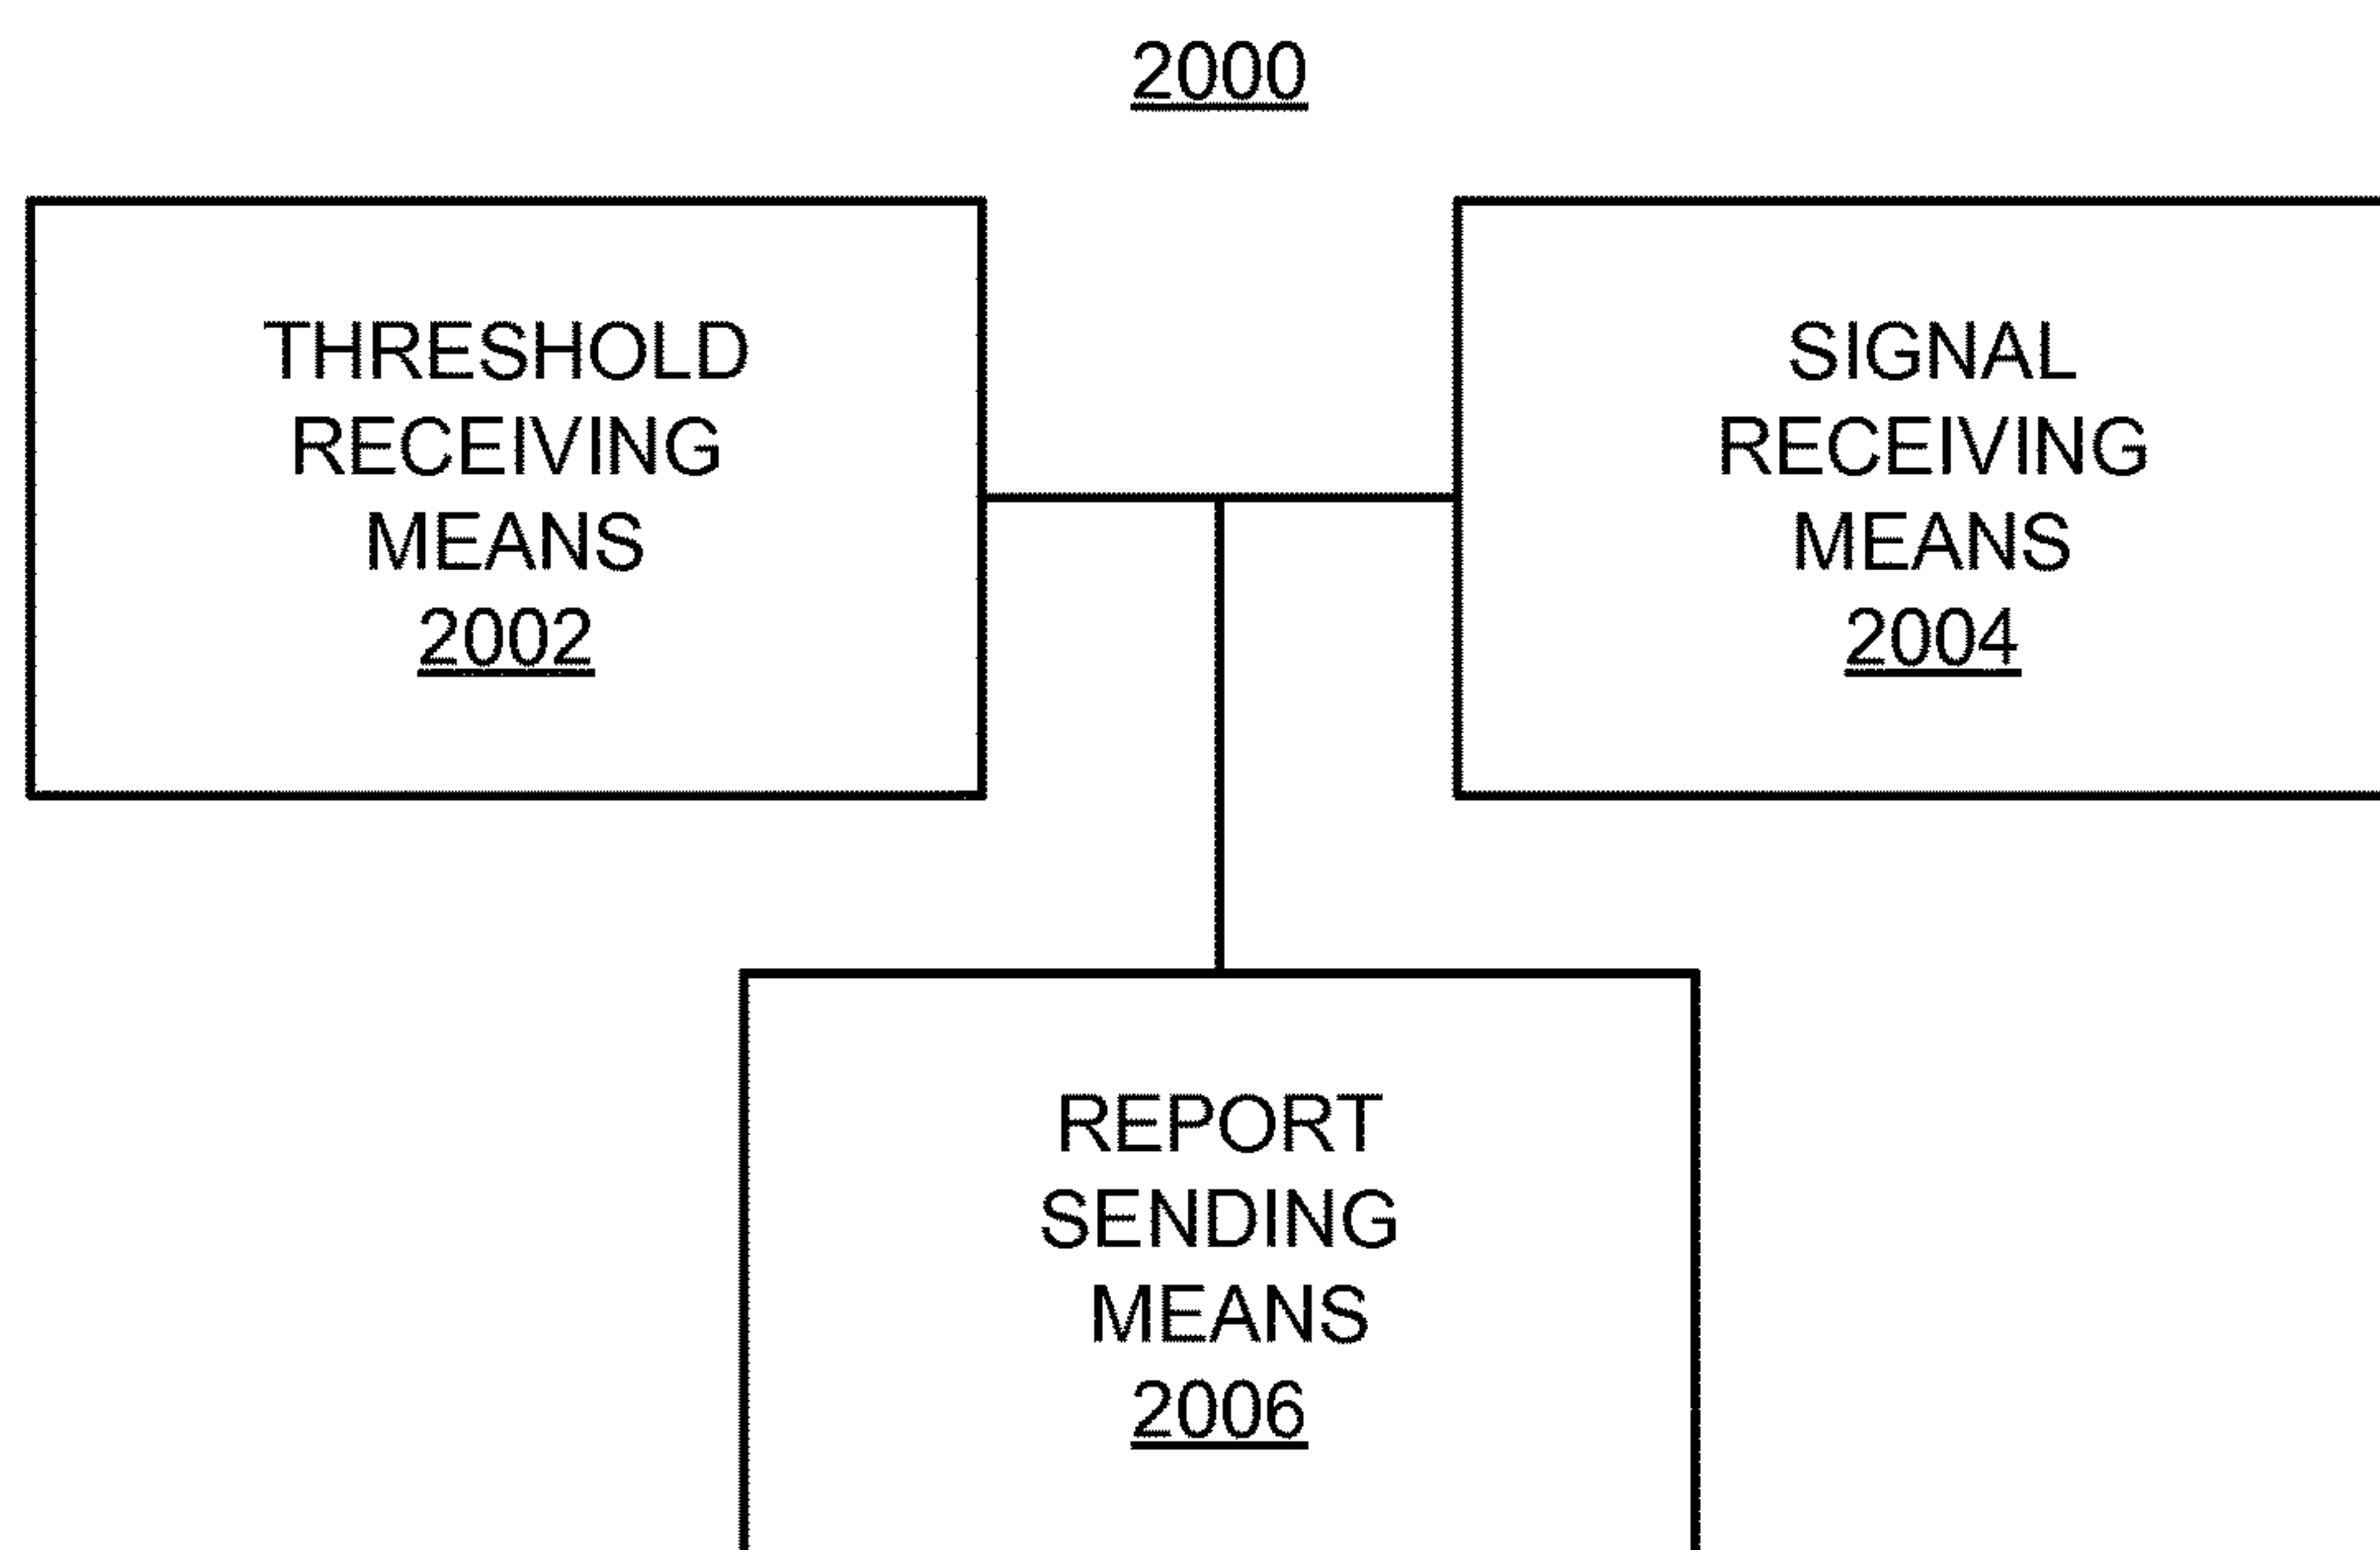 2000
THRESHOLD
RECEIVING
MEANS
2002
SIGNAL
RECEIVING
MEANS
2004
REPORT
SENDING
MEANS
2006